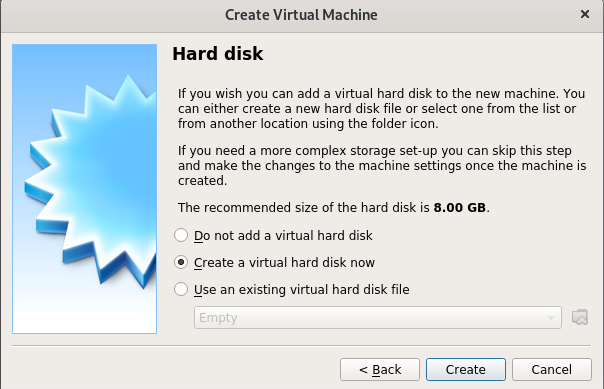 Create Virtual Machine
Hard disk
If you wish you can add a virtual hard disk to the new machine. You
can either create a new hard disk file or select one from the list or
from another location using the folder icon.
If you need a more complex storage set-up you can skip this step
and make the changes to the machine settings once the machine is
created.
The recommended size of the hard disk is 8.00 GB.
Do not add a virtual hard disk
Create a virtual hard disk now
Use an existing virtual hard disk file
Empty
< Back
Create
Cancel